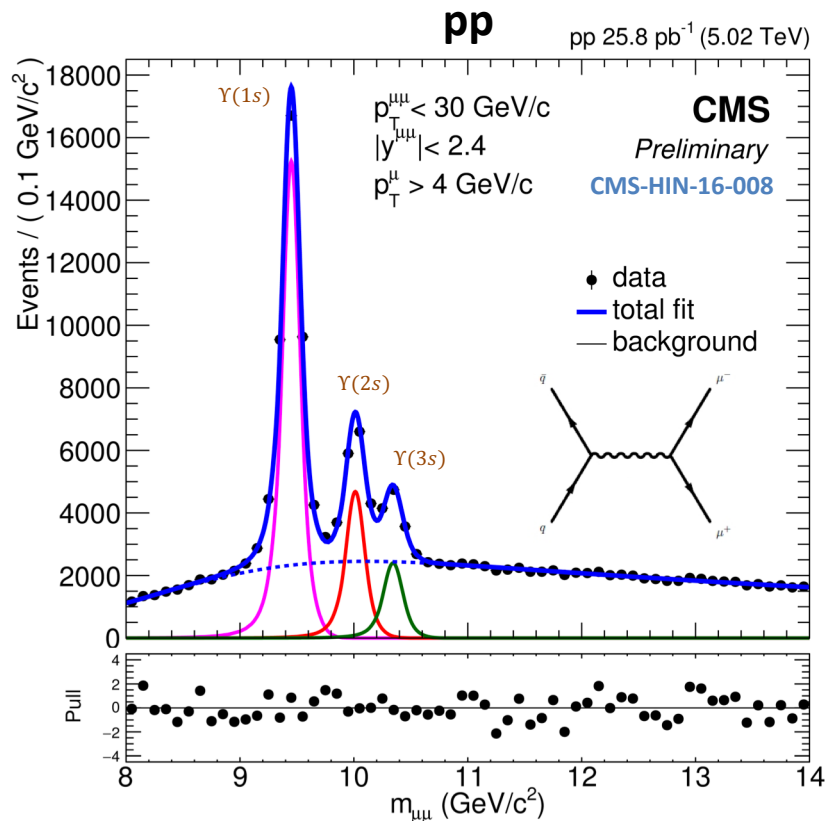 pp
pp 25.8 pb⁻¹ (5.02 TeV)
Events / ( 0.1 GeV/c² )
18000
16000
14000
12000
10000
8000
6000
4000
2000
0
ϒ(1s)
ϒ(2s)
ϒ(3s)
p_T^μμ < 30 GeV/c
|y^μμ| < 2.4
p_T^μ > 4 GeV/c
CMS
Preliminary
CMS-HIN-16-008
data
total fit
background
q̄
μ⁻
q
μ⁺
Pull
4
2
0
−2
−4
8 9 10 11 12 13 14
m_μμ (GeV/c²)